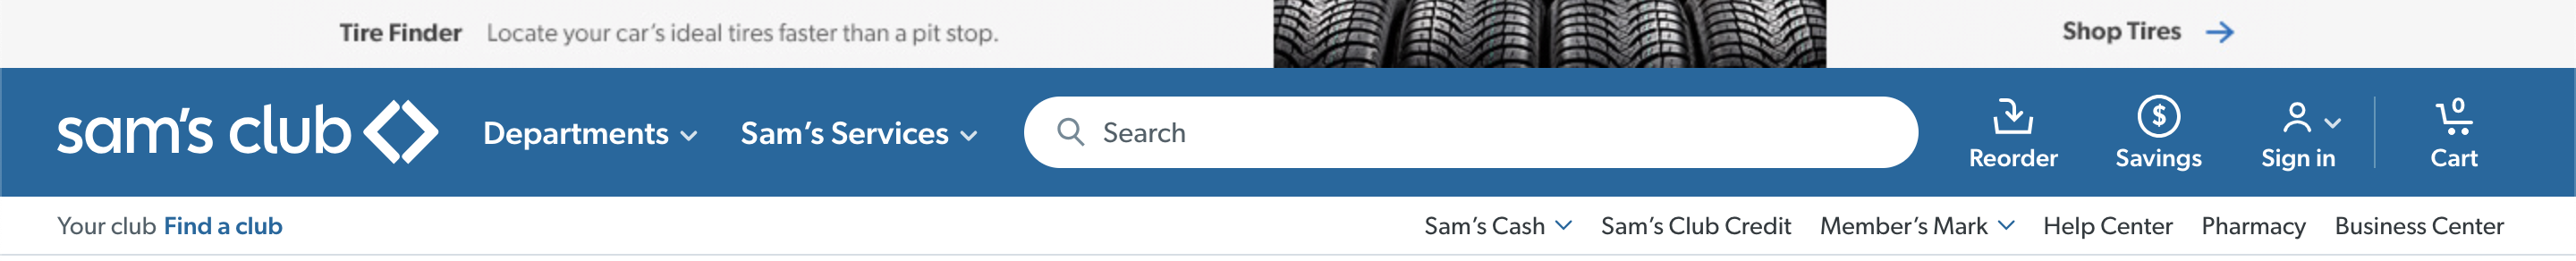 Tire Finder Locate your car's ideal tires faster than a pit stop. Shop Tires
sam's club Departments Sam's Services Search Reorder $ Savings Sign in 0 Cart
Your club Find a club Sam's Cash Sam's Club Credit Member's Mark Help Center Pharmacy Business Center